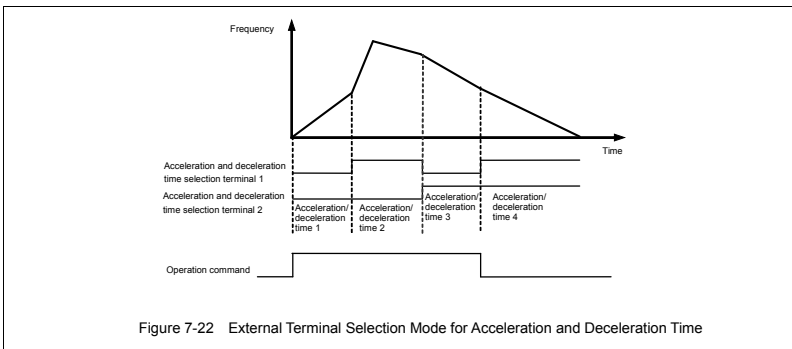 Frequency
Time
Acceleration and deceleration
time selection terminal 1
Acceleration and deceleration
time selection terminal 2
Acceleration/
deceleration
time 1
Acceleration/
deceleration
time 2
Acceleration/
deceleration
time 3
Acceleration/
deceleration
time 4
Operation command
Figure 7-22 External Terminal Selection Mode for Acceleration and Deceleration Time